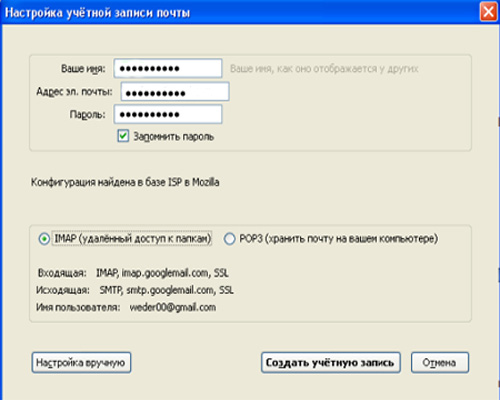 Настройка учётной записи почты
Ваше имя: ●●●●●●●●●● Ваше имя, как оно отображается у других
Адрес эл. почты: ●●●●●●●●●●
Пароль: ●●●●●●●●●●
Запомнить пароль
Конфигурация найдена в базе ISP в Mozilla
IMAP (удалённый доступ к папкам) POP3 (хранить почту на вашем компьютере)
Входящая: IMAP, imap.googlemail.com, SSL
Исходящая: SMTP, smtp.googlemail.com, SSL
Имя пользователя: weder00@gmail.com
Настройка вручную Создать учётную запись Отмена